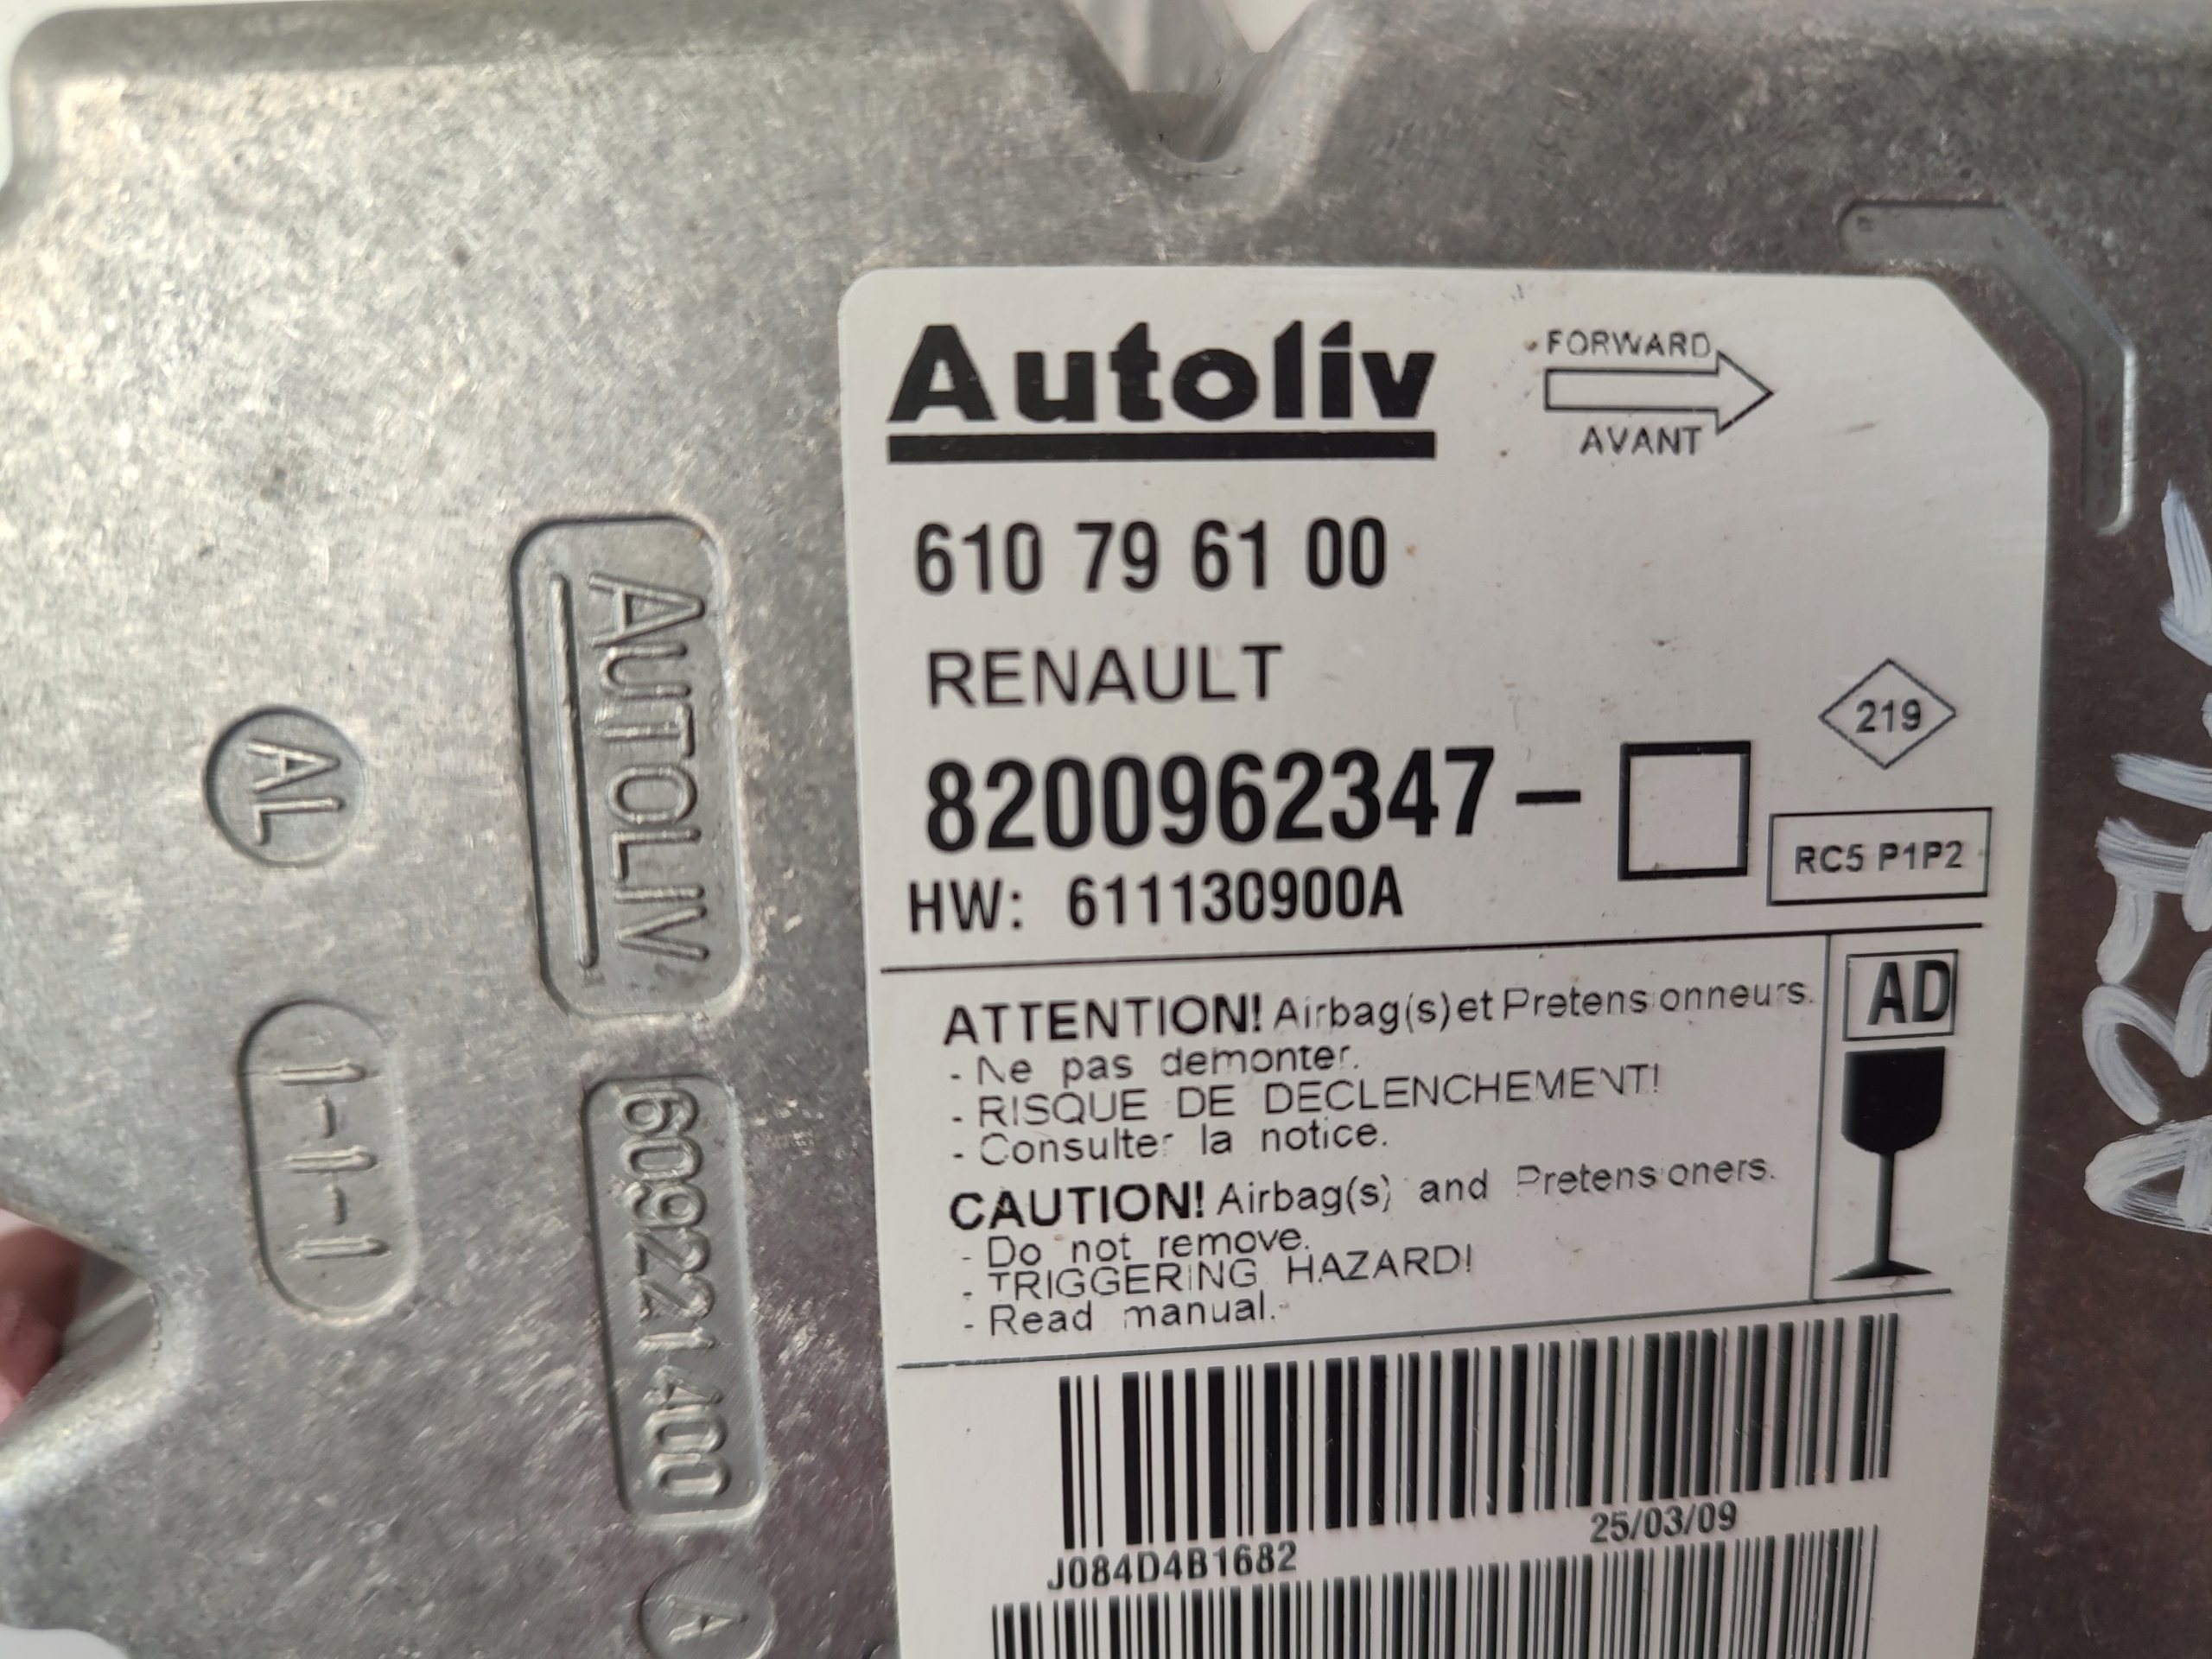 Autoliv
FORWARD
AVANT
610 79 61 00
RENAULT
219
8200962347-
RC5 P1P2
HW: 611130900A
ATTENTION! Airbag(s) et Pretensionneurs.
- Ne pas demonter.
- RISQUE DE DECLENCHEMENT!
- Consulter la notice.
AD
CAUTION! Airbag(s) and Pretensioners.
- Do not remove.
- TRIGGERING HAZARD!
- Read manual.
25/03/09
J084D4B1682
AUTOLIV
AL
1-1-1
609221400
A